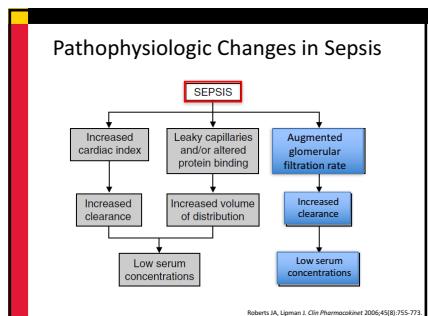 Pathophysiologic Changes in Sepsis
SEPSIS
Increased
cardiac index
Leaky capillaries
and/or altered
protein binding
Augmented
glomerular
filtration rate
Increased
clearance
Increased volume
of distribution
Increased
clearance
Low serum
concentrations
Low serum
concentrations
Roberts JA, Lipman J. Clin Pharmacokinet 2006;45(8):755-773.